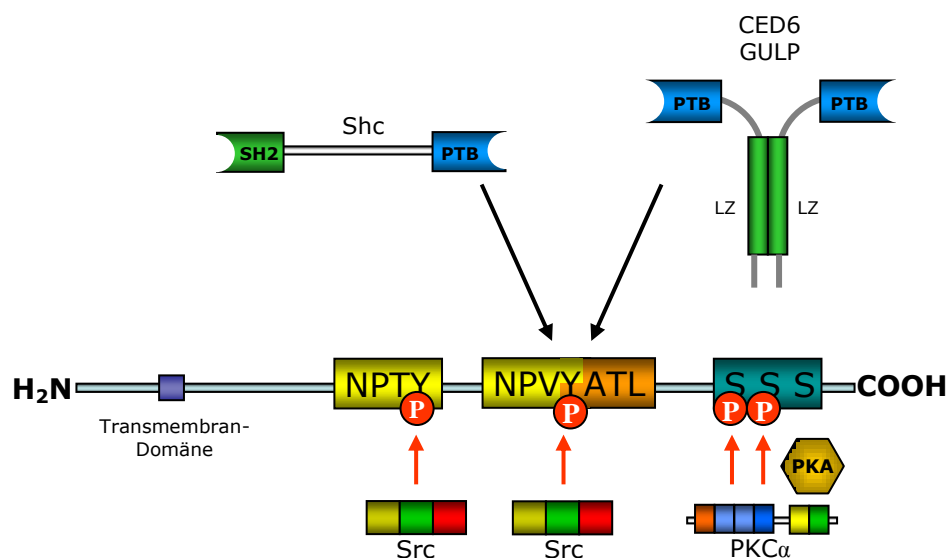 CED6
GULP
PTB
PTB
Shc
SH2
PTB
LZ
LZ
H₂N
NPTY
NPVYATL
S S S
COOH
P
P
P
P
Transmembran-
Domäne
PKA
Src
Src
PKCα